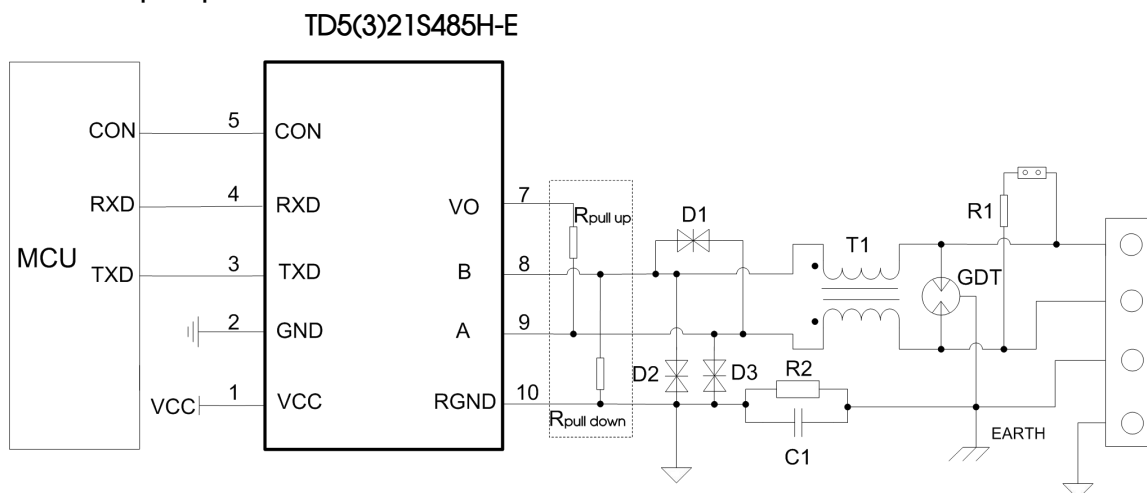 TD5(3)21S485H-E
MCU
CON
RXD
TXD
5
4
3
2
1
CON
RXD
TXD
GND
VCC
VCC
VO
B
A
RGND
7
8
9
10
Rpull up
Rpull down
D1
D2
D3
T1
R2
C1
GDT
R1
EARTH